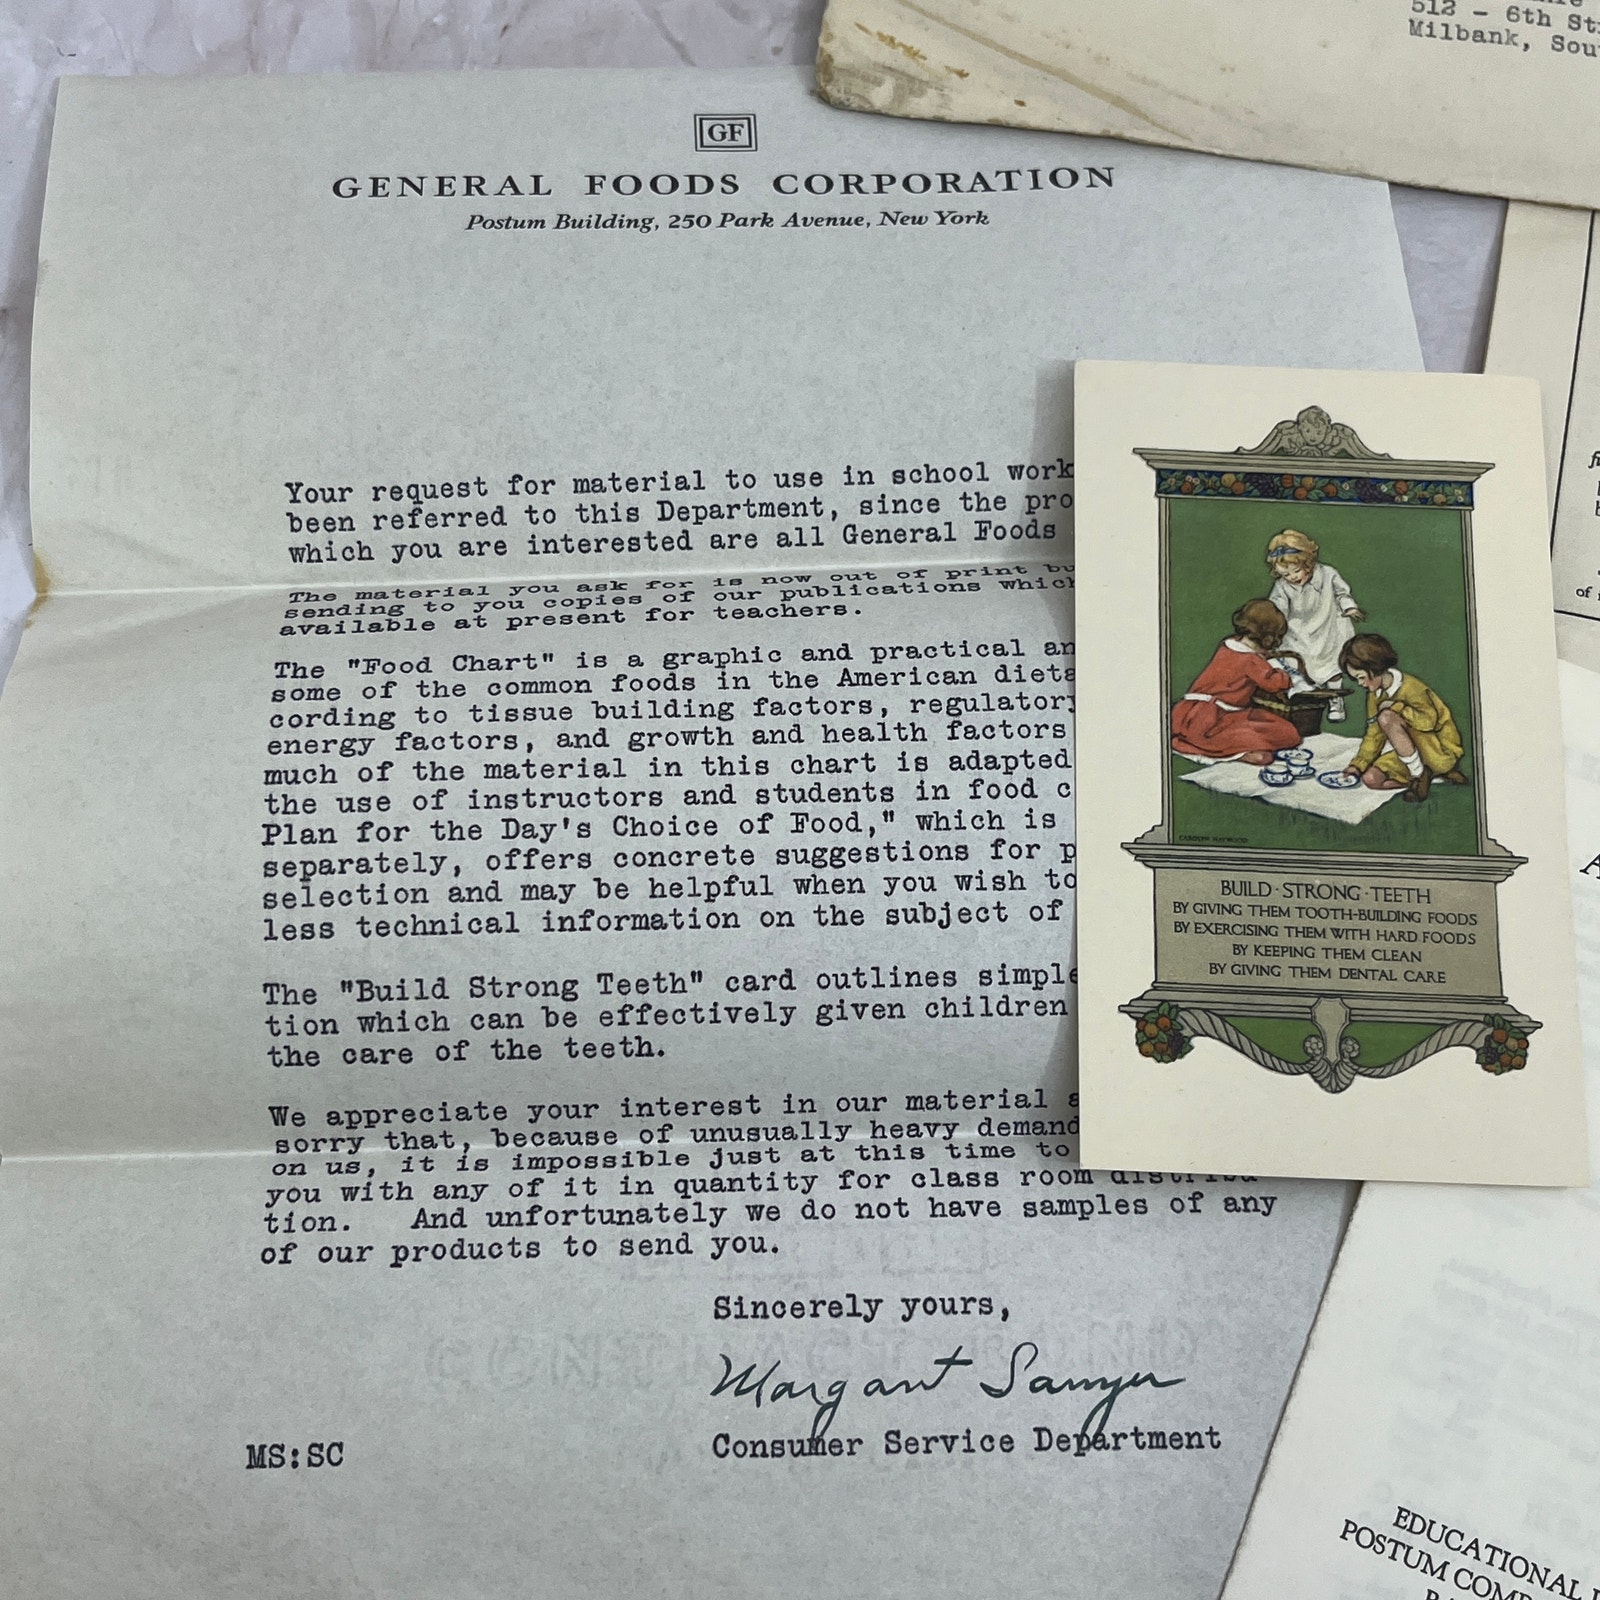 GF
GENERAL FOODS CORPORATION
Postum Building, 250 Park Avenue, New York
Your request for material to use in school work
been referred to this Department, since the pro
which you are interested are all General Foods
The material you ask for is now out of print bu
sending to you copies of our publications which
available at present for teachers.
The "Food Chart" is a graphic and practical an
some of the common foods in the American dieta
cording to tissue building factors, regulatory
energy factors, and growth and health factors
much of the material in this chart is adapted
the use of instructors and students in food c
Plan for the Day's Choice of Food," which is
separately, offers concrete suggestions for p
selection and may be helpful when you wish to
less technical information on the subject of
The "Build Strong Teeth" card outlines simple
tion which can be effectively given children
the care of the teeth.
We appreciate your interest in our material a
sorry that, because of unusually heavy demand
on us, it is impossible just at this time to
you with any of it in quantity for class room distribu
tion. And unfortunately we do not have samples of any
of our products to send you.
Sincerely yours,
Margaret Sawyer
Consumer Service Department
MS:SC
512 - 6th St
Milbank, Sou
CAROLYN HAYWOOD
BUILD·STRONG·TEETH
BY GIVING THEM TOOTH-BUILDING FOODS
BY EXERCISING THEM WITH HARD FOODS
BY KEEPING THEM CLEAN
BY GIVING THEM DENTAL CARE
of
A
EDUCATIONAL
POSTUM COMP